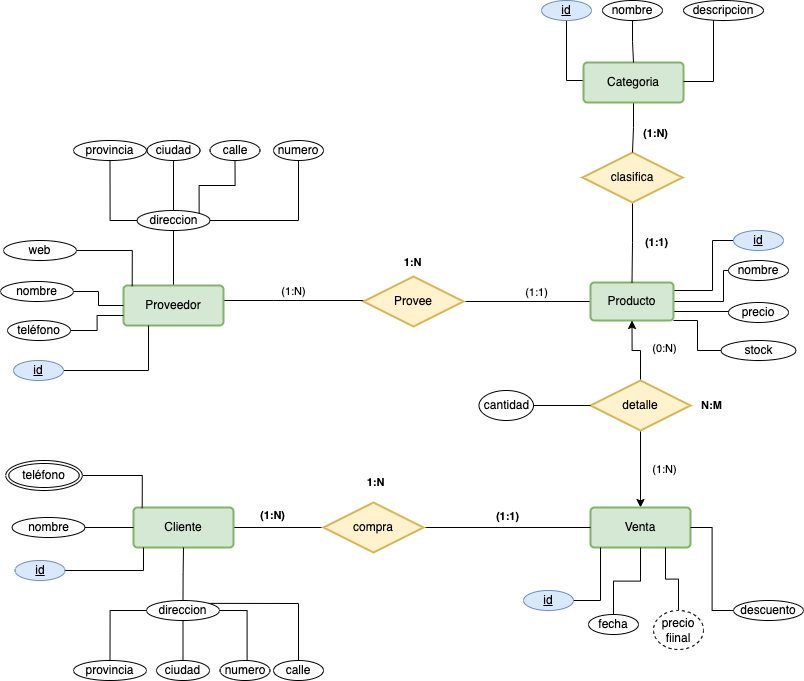 id
nombre
descripcion
Categoria
(1:N)
clasifica
(1:1)
provincia
ciudad
calle
numero
direccion
web
nombre
teléfono
id
Proveedor
(1:N)
1:N
Provee
(1:1)
Producto
id
nombre
precio
stock
(0:N)
cantidad
detalle
N:M
(1:N)
teléfono
nombre
id
Cliente
(1:N)
1:N
compra
(1:1)
Venta
id
fecha
precio
fiinal
descuento
direccion
provincia
ciudad
numero
calle